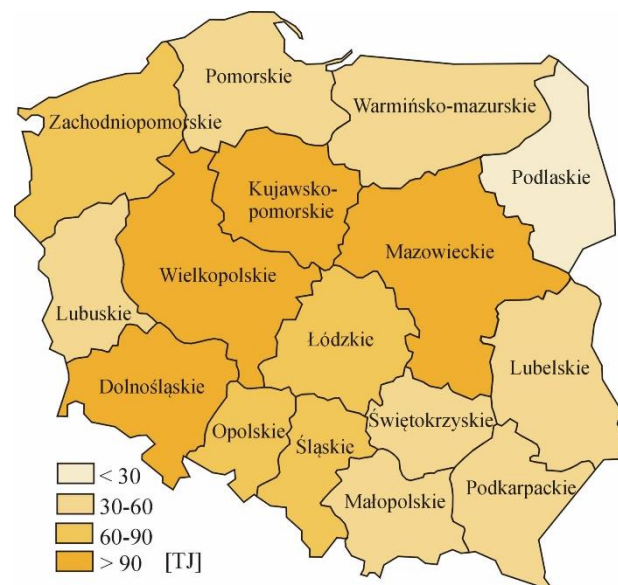 Pomorskie
Warmińsko-mazurskie
Zachodniopomorskie
Podlaskie
Kujawsko-
pomorskie
Mazowieckie
Wielkopolskie
Lubuskie
Łódzkie
Lubelskie
Dolnośląskie
Świętokrzyskie
Opolskie
Śląskie
Podkarpackie
Małopolskie
< 30
30-60
60-90
> 90 [TJ]